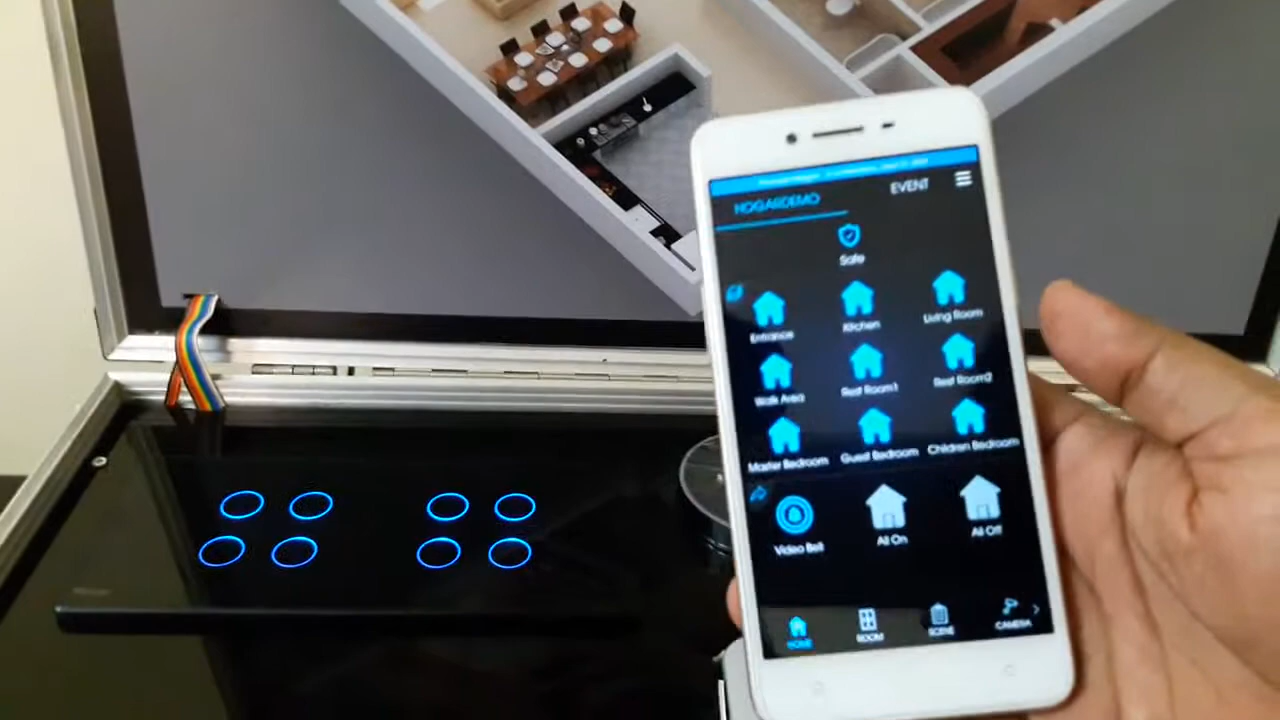 HOGARDEMO EVENT
Safe
Entrance Kitchen Living Room
Walk Area Rest Room1 Rest Room2
Master Bedroom Guest Bedroom Children Bedroom
Video Bell All On All Off
HOME ROOM SCENE CAMERA